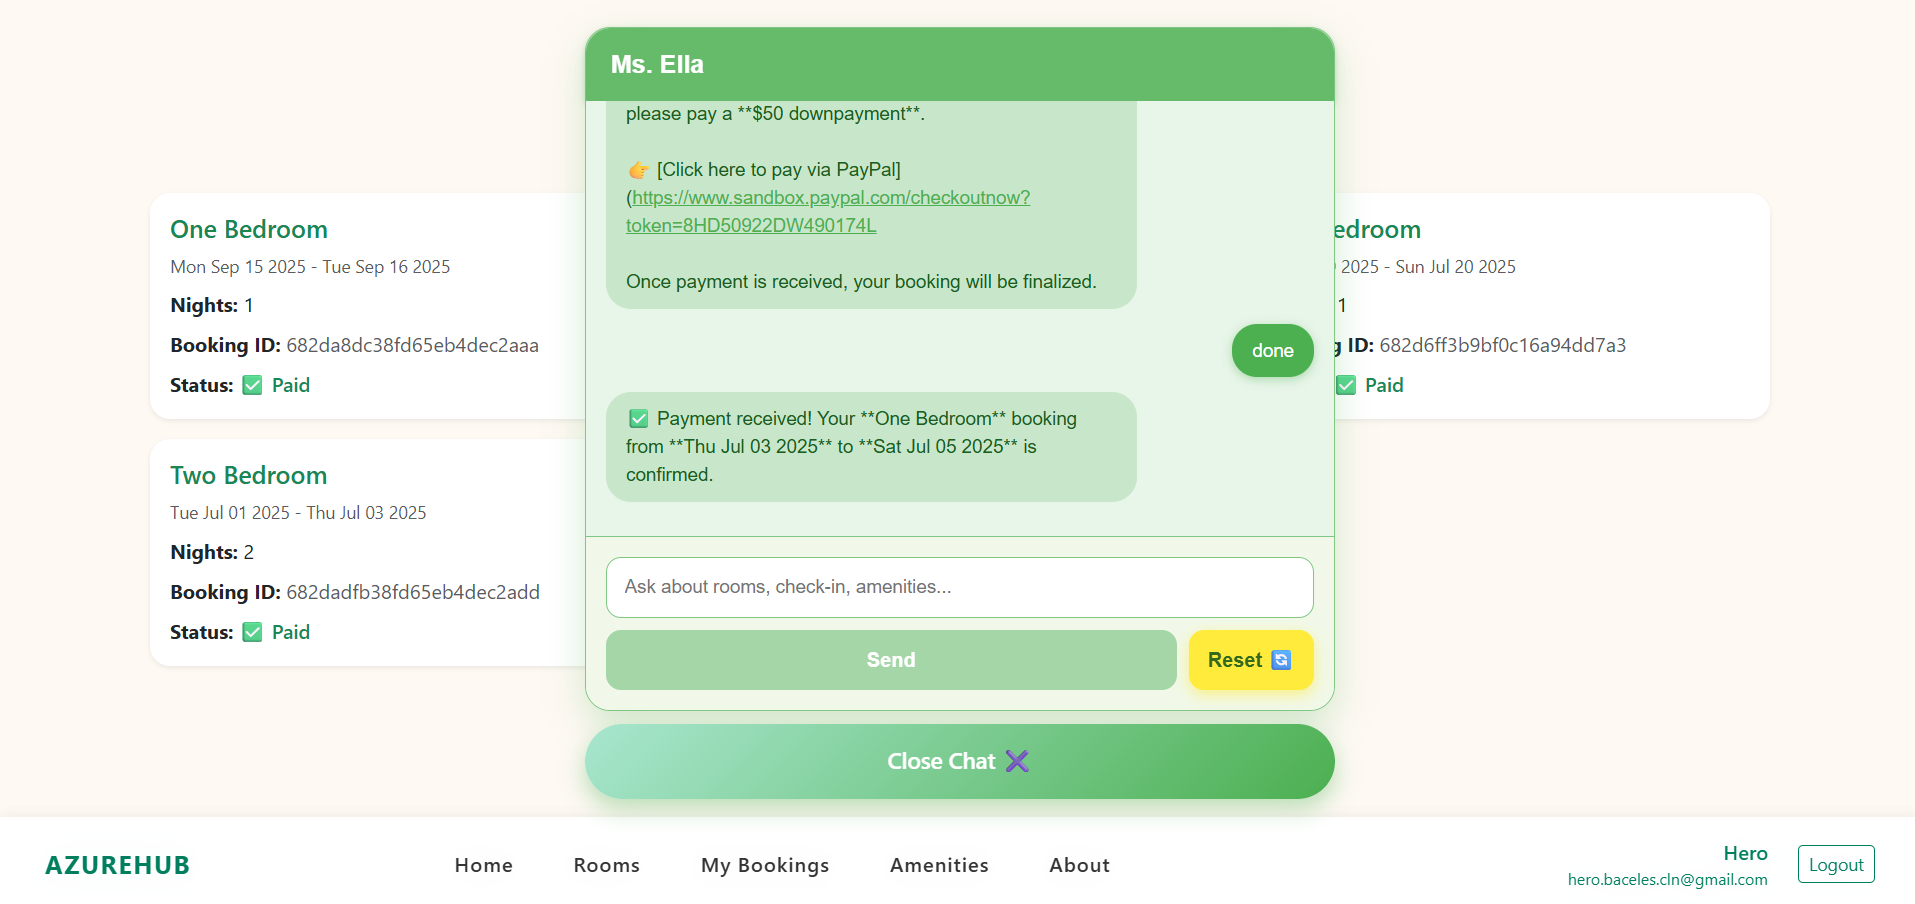 Ms. Ella
please pay a **$50 downpayment**.
👉 [Click here to pay via PayPal]
(https://www.sandbox.paypal.com/checkoutnow?
token=8HD50922DW490174L
Once payment is received, your booking will be finalized.
done
✅ Payment received! Your **One Bedroom** booking
from **Thu Jul 03 2025** to **Sat Jul 05 2025** is
confirmed.
Ask about rooms, check-in, amenities...
Send
Reset 🔄
Close Chat ❌
One Bedroom
Mon Sep 15 2025 - Tue Sep 16 2025
Nights: 1
Booking ID: 682da8dc38fd65eb4dec2aaa
Status: ✅ Paid
edroom
2025 - Sun Jul 20 2025
1
g ID: 682d6ff3b9bf0c16a94dd7a3
✅ Paid
Two Bedroom
Tue Jul 01 2025 - Thu Jul 03 2025
Nights: 2
Booking ID: 682dadfb38fd65eb4dec2add
Status: ✅ Paid
AZUREHUB
Home
Rooms
My Bookings
Amenities
About
Hero
hero.baceles.cln@gmail.com
Logout